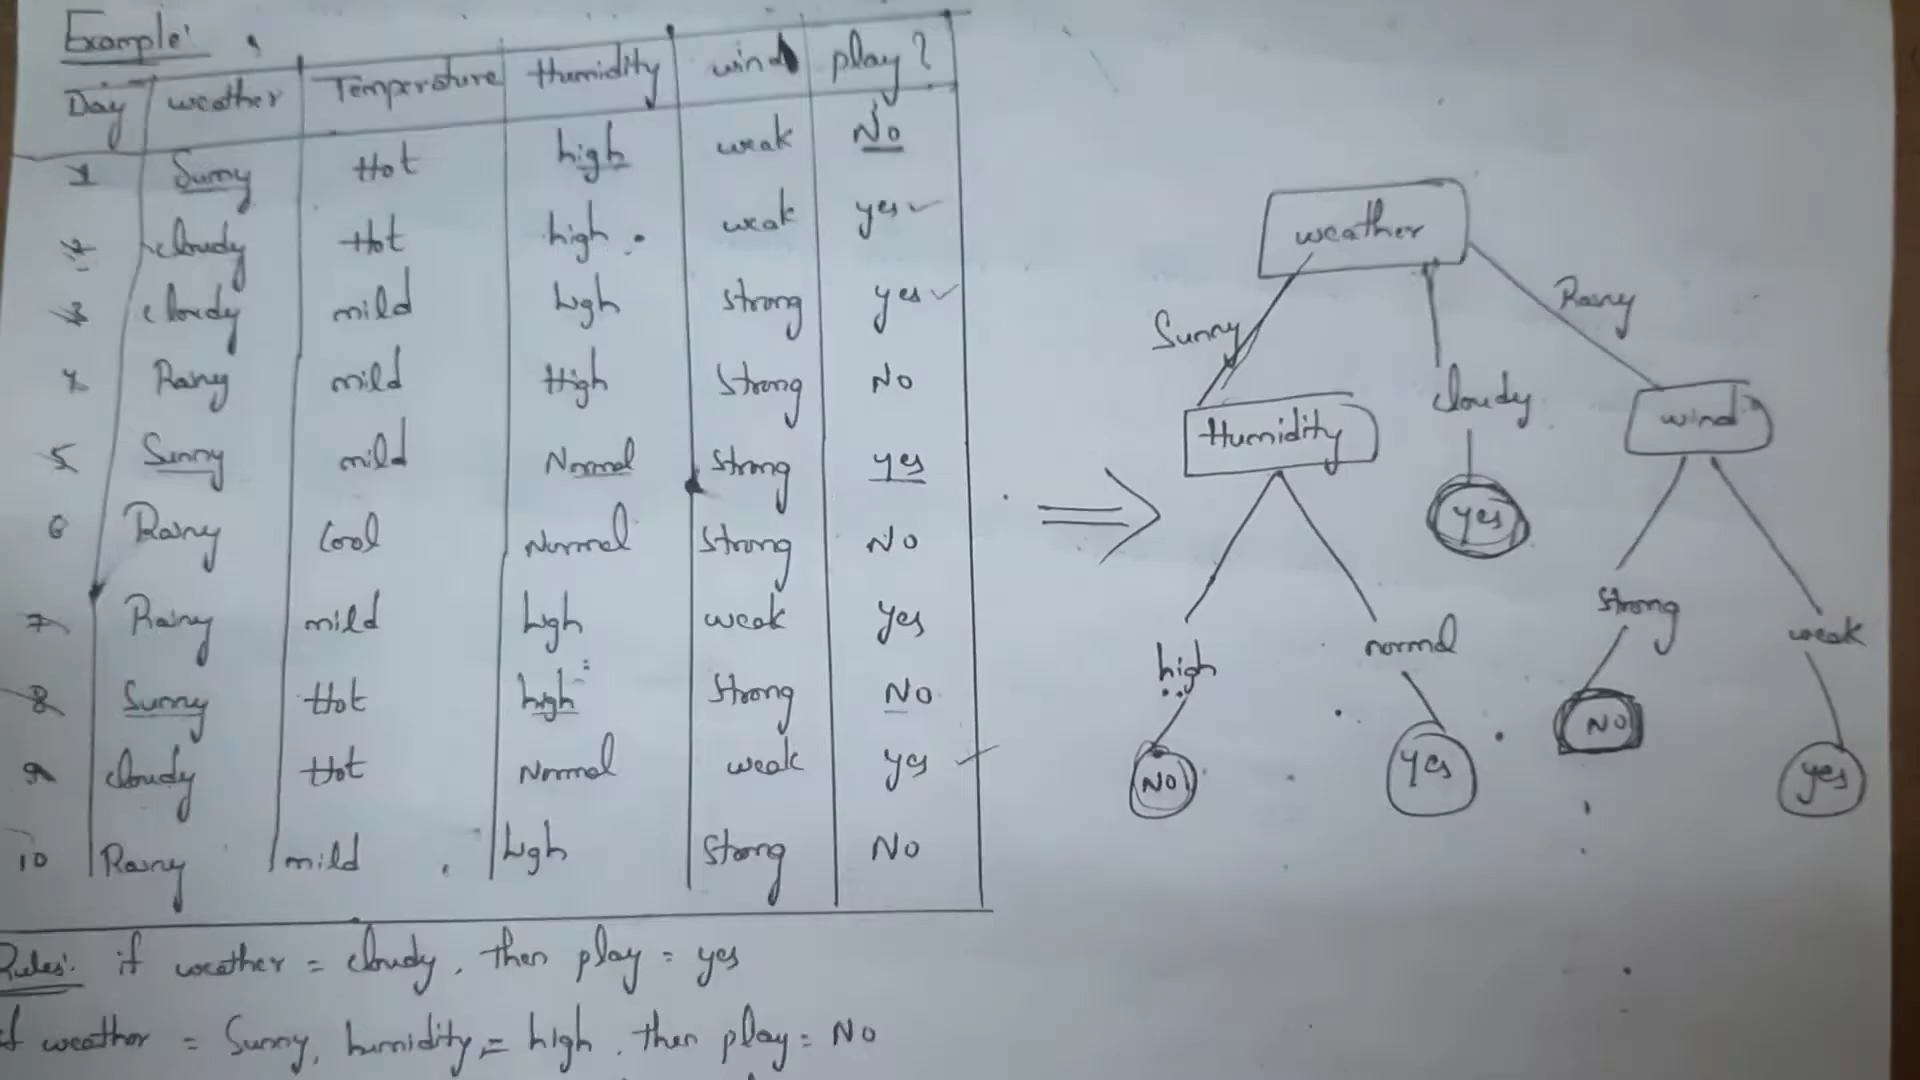 Example:
Day weather Temperature Humidity wind play?
1 Sunny Hot high weak No
2 cloudy Hot high weak yes
3 cloudy mild high strong yes
4 Rainy mild High Strong No
5 Sunny mild Normal Strong yes
6 Rainy Cool Normal Strong No
7 Rainy mild high weak yes
8 Sunny Hot high Strong No
9 cloudy Hot Normal weak yes
10 Rainy mild high Strong No
Rules: if weather = cloudy, then play = yes
if weather = Sunny, humidity = high, then play = No
weather
Sunny
cloudy
Rainy
Humidity
yes
wind
high
normal
strong
weak
No
yes
No
yes